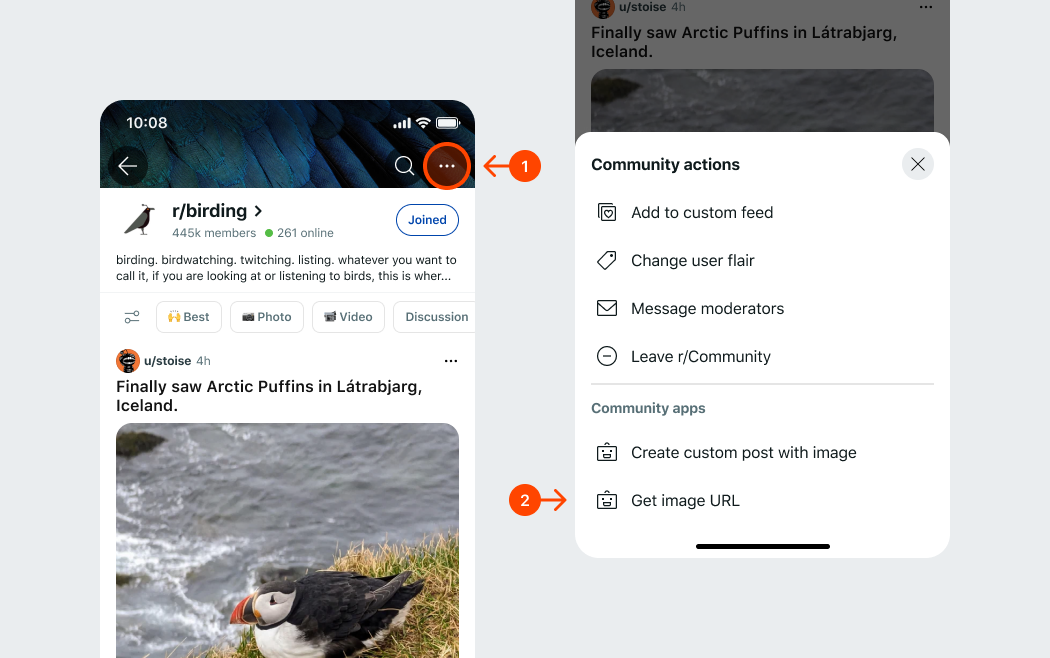 10:08
1
r/birding
445k members 261 online
Joined
birding. birdwatching. twitching. listing. whatever you want to
call it, if you are looking at or listening to birds, this is wher...
Best Photo Video Discussion
u/stoise 4h
Finally saw Arctic Puffins in Látrabjarg,
Iceland.
u/stoise 4h
Finally saw Arctic Puffins in Látrabjarg,
Iceland.
Community actions
Add to custom feed
Change user flair
Message moderators
Leave r/Community
Community apps
Create custom post with image
2
Get image URL